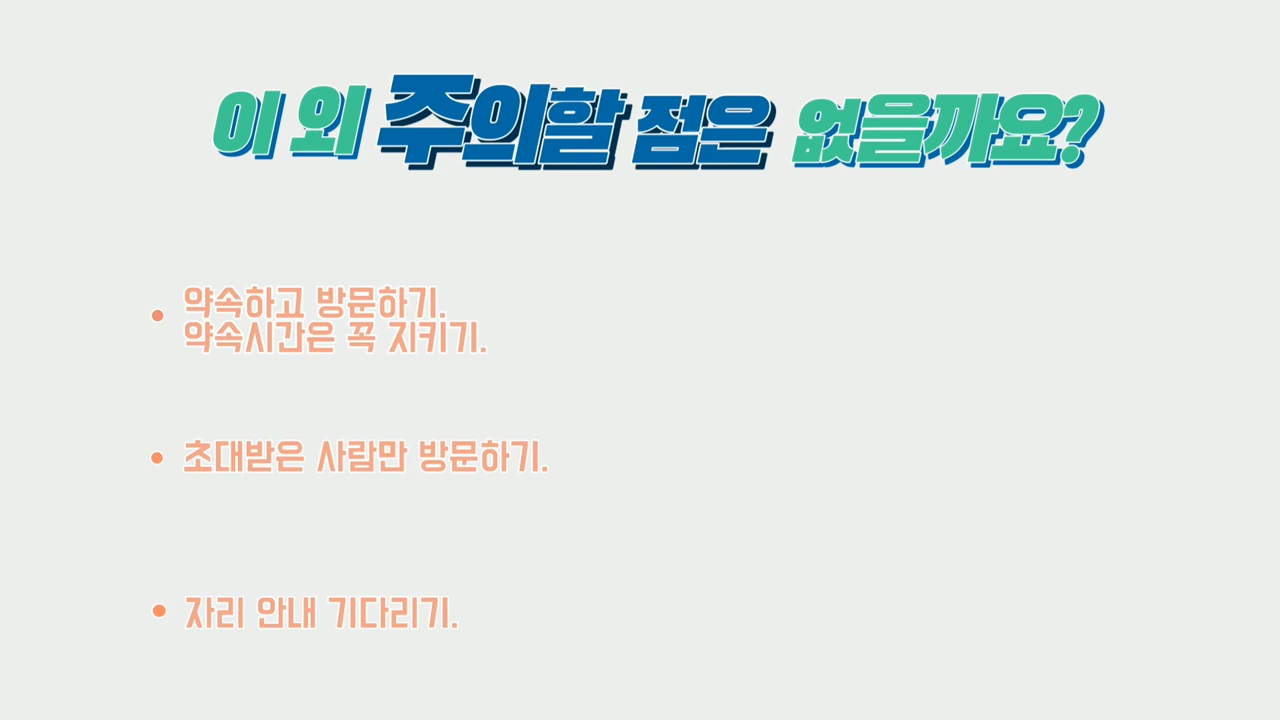 이 외 주의할 점은 없을까요?
약속하고 방문하기.
약속시간은 꼭 지키기.
초대받은 사람만 방문하기.
자리 안내 기다리기.